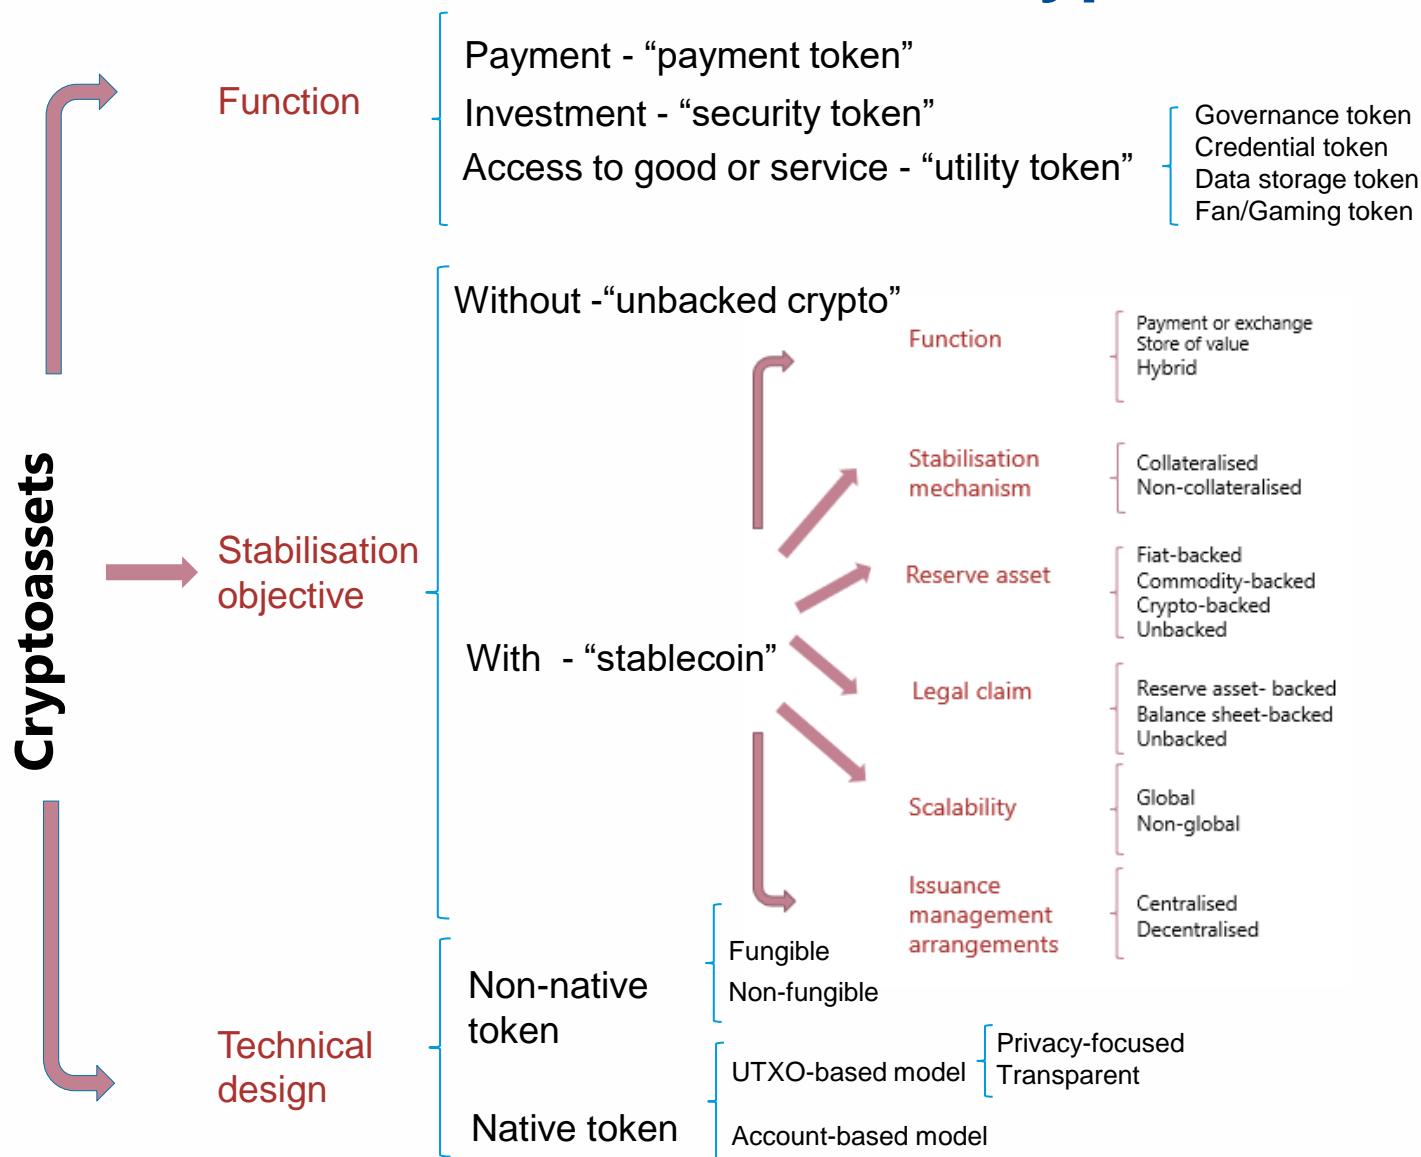 Cryptoassets
Function
Payment - “payment token”
Investment - “security token”
Access to good or service - “utility token”
Governance token
Credential token
Data storage token
Fan/Gaming token
Stabilisation
objective
Without -“unbacked crypto”
With - “stablecoin”
Function
Payment or exchange
Store of value
Hybrid
Stabilisation
mechanism
Collateralised
Non-collateralised
Reserve asset
Fiat-backed
Commodity-backed
Crypto-backed
Unbacked
Legal claim
Reserve asset- backed
Balance sheet-backed
Unbacked
Scalability
Global
Non-global
Issuance
management
arrangements
Centralised
Decentralised
Technical
design
Non-native
token
Fungible
Non-fungible
Native token
UTXO-based model
Privacy-focused
Transparent
Account-based model